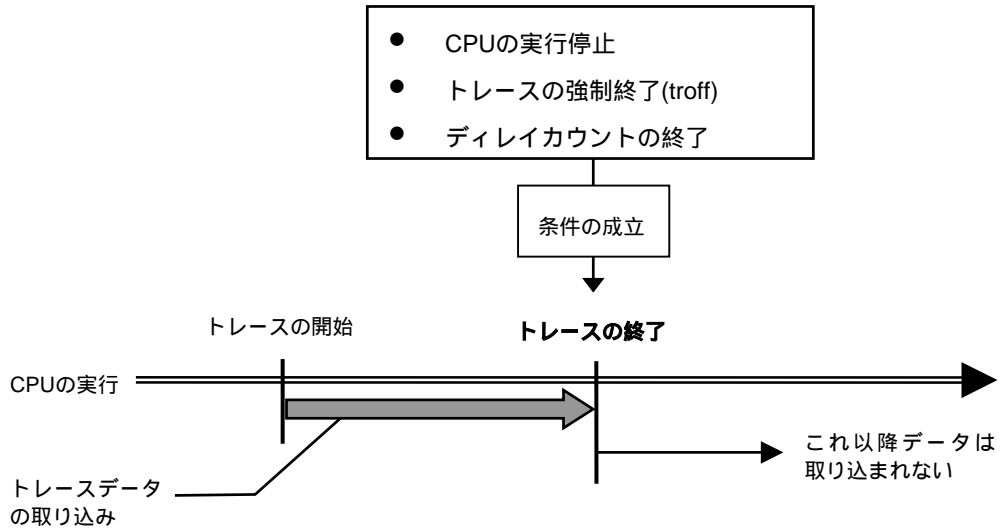 ● CPUの実行停止
● トレースの強制終了(troff)
● ディレイカウントの終了
条件の成立
トレースの開始
トレースの終了
CPUの実行
これ以降データは
取り込まれない
トレースデータ
の取り込み